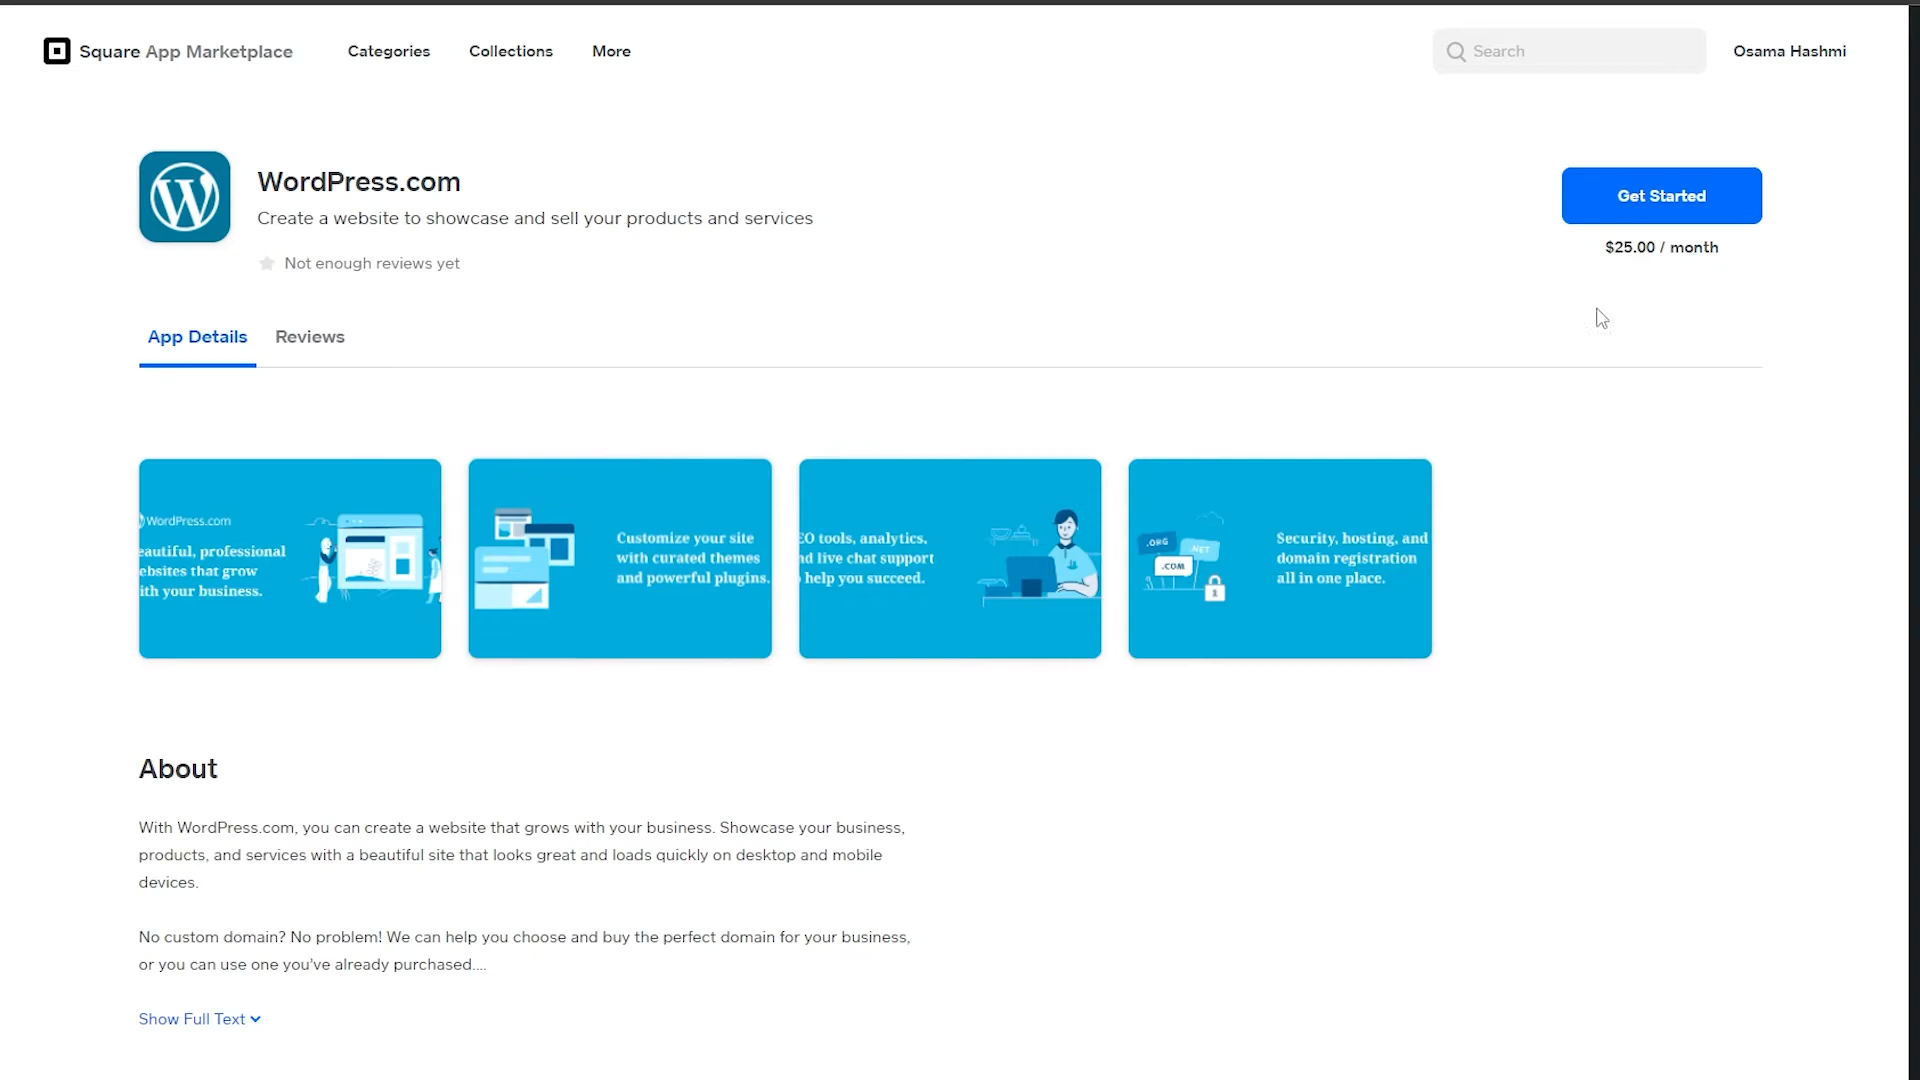 Square App Marketplace
Categories
Collections
More
Search
Osama Hashmi
WordPress.com
Create a website to showcase and sell your products and services
Not enough reviews yet
Get Started
$25.00 / month
App Details
Reviews
WordPress.com
eautiful, professional
ebsites that grow
ith your business.
Customize your site
with curated themes
and powerful plugins.
EO tools, analytics,
nd live chat support
help you succeed.
.ORG
.NET
.COM
Security, hosting, and
domain registration
all in one place.
About
With WordPress.com, you can create a website that grows with your business. Showcase your business,
products, and services with a beautiful site that looks great and loads quickly on desktop and mobile
devices.
No custom domain? No problem! We can help you choose and buy the perfect domain for your business,
or you can use one you’ve already purchased....
Show Full Text